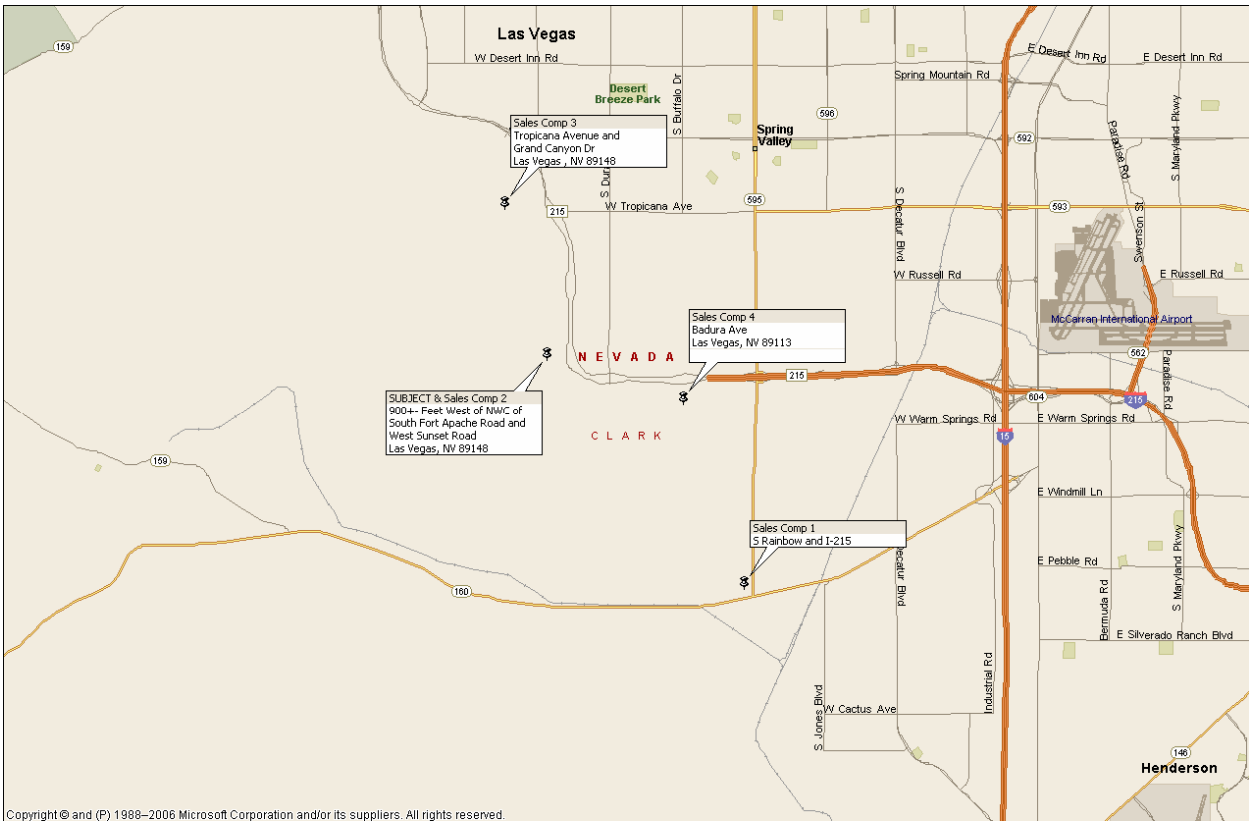 159
Las Vegas
W Desert Inn Rd
E Desert Inn Rd
E Desert Inn Rd
Spring Mountain Rd
Desert
Breeze Park
S Buffalo Dr
596
Paradise Rd
S Maryland Pkwy
Sales Comp 3
Tropicana Avenue and
Grand Canyon Dr
Las Vegas , NV 89148
Spring
Valley
592
S Dur
215
W Tropicana Ave
595
S Decatur Blvd
593
Swenson St
W Russell Rd
E Russell Rd
McCarran International Airport
Sales Comp 4
Badura Ave
Las Vegas, NV 89113
NEVADA
215
562
Paradise Rd
604
215
SUBJECT & Sales Comp 2
900+- Feet West of NWC of
South Fort Apache Road and
West Sunset Road
Las Vegas, NV 89148
W Warm Springs Rd
E Warm Springs Rd
CLARK
15
159
E Windmill Ln
Sales Comp 1
S Rainbow and I-215
Decatur Blvd
E Pebble Rd
S Maryland Pkwy
160
Bermuda Rd
E Silverado Ranch Blvd
Industrial Rd
S Jones Blvd
W Cactus Ave
146
Henderson
Copyright © and (P) 1988–2006 Microsoft Corporation and/or its suppliers. All rights reserved.